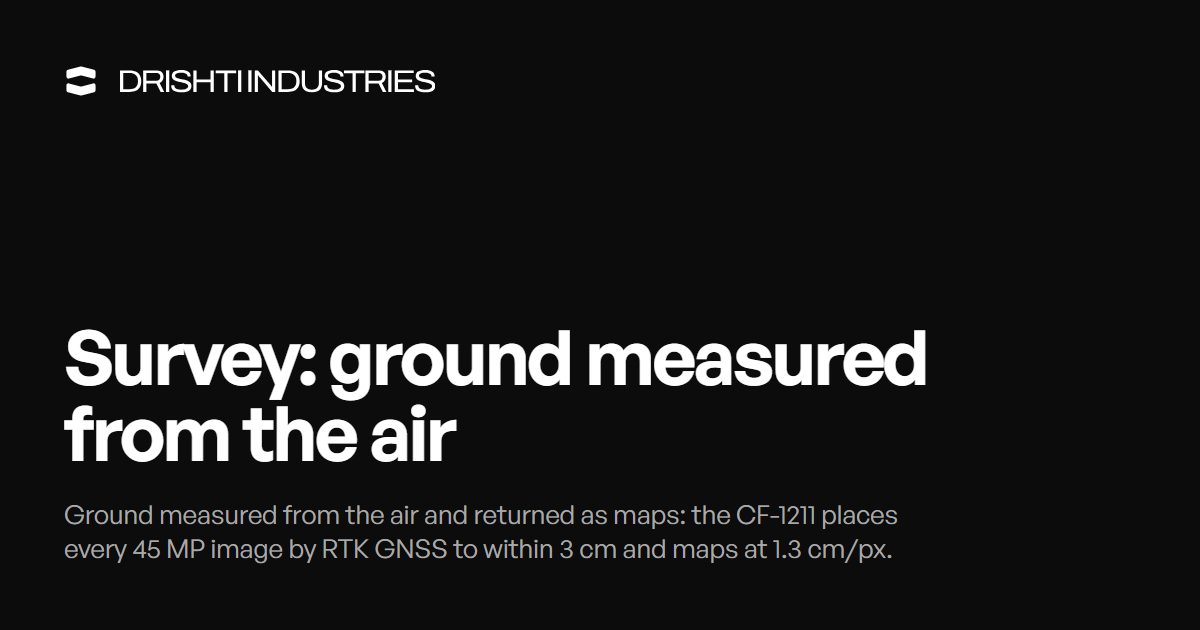 DRISHTI INDUSTRIES
Survey: ground measured
from the air
Ground measured from the air and returned as maps: the CF-1211 places
every 45 MP image by RTK GNSS to within 3 cm and maps at 1.3 cm/px.